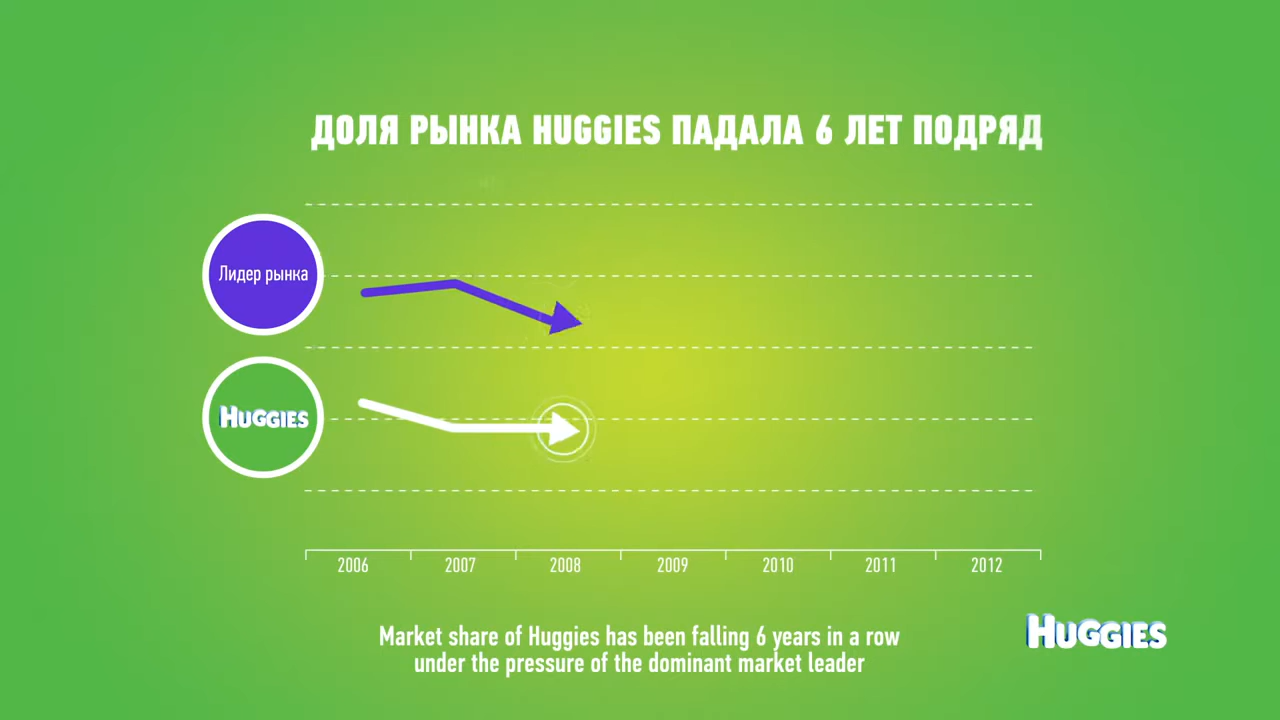 ДОЛЯ РЫНКА HUGGIES ПАДАЛА 6 ЛЕТ ПОДРЯД
Лидер рынка
HUGGIES
2006 2007 2008 2009 2010 2011 2012
Market share of Huggies has been falling 6 years in a row
under the pressure of the dominant market leader
HUGGIES